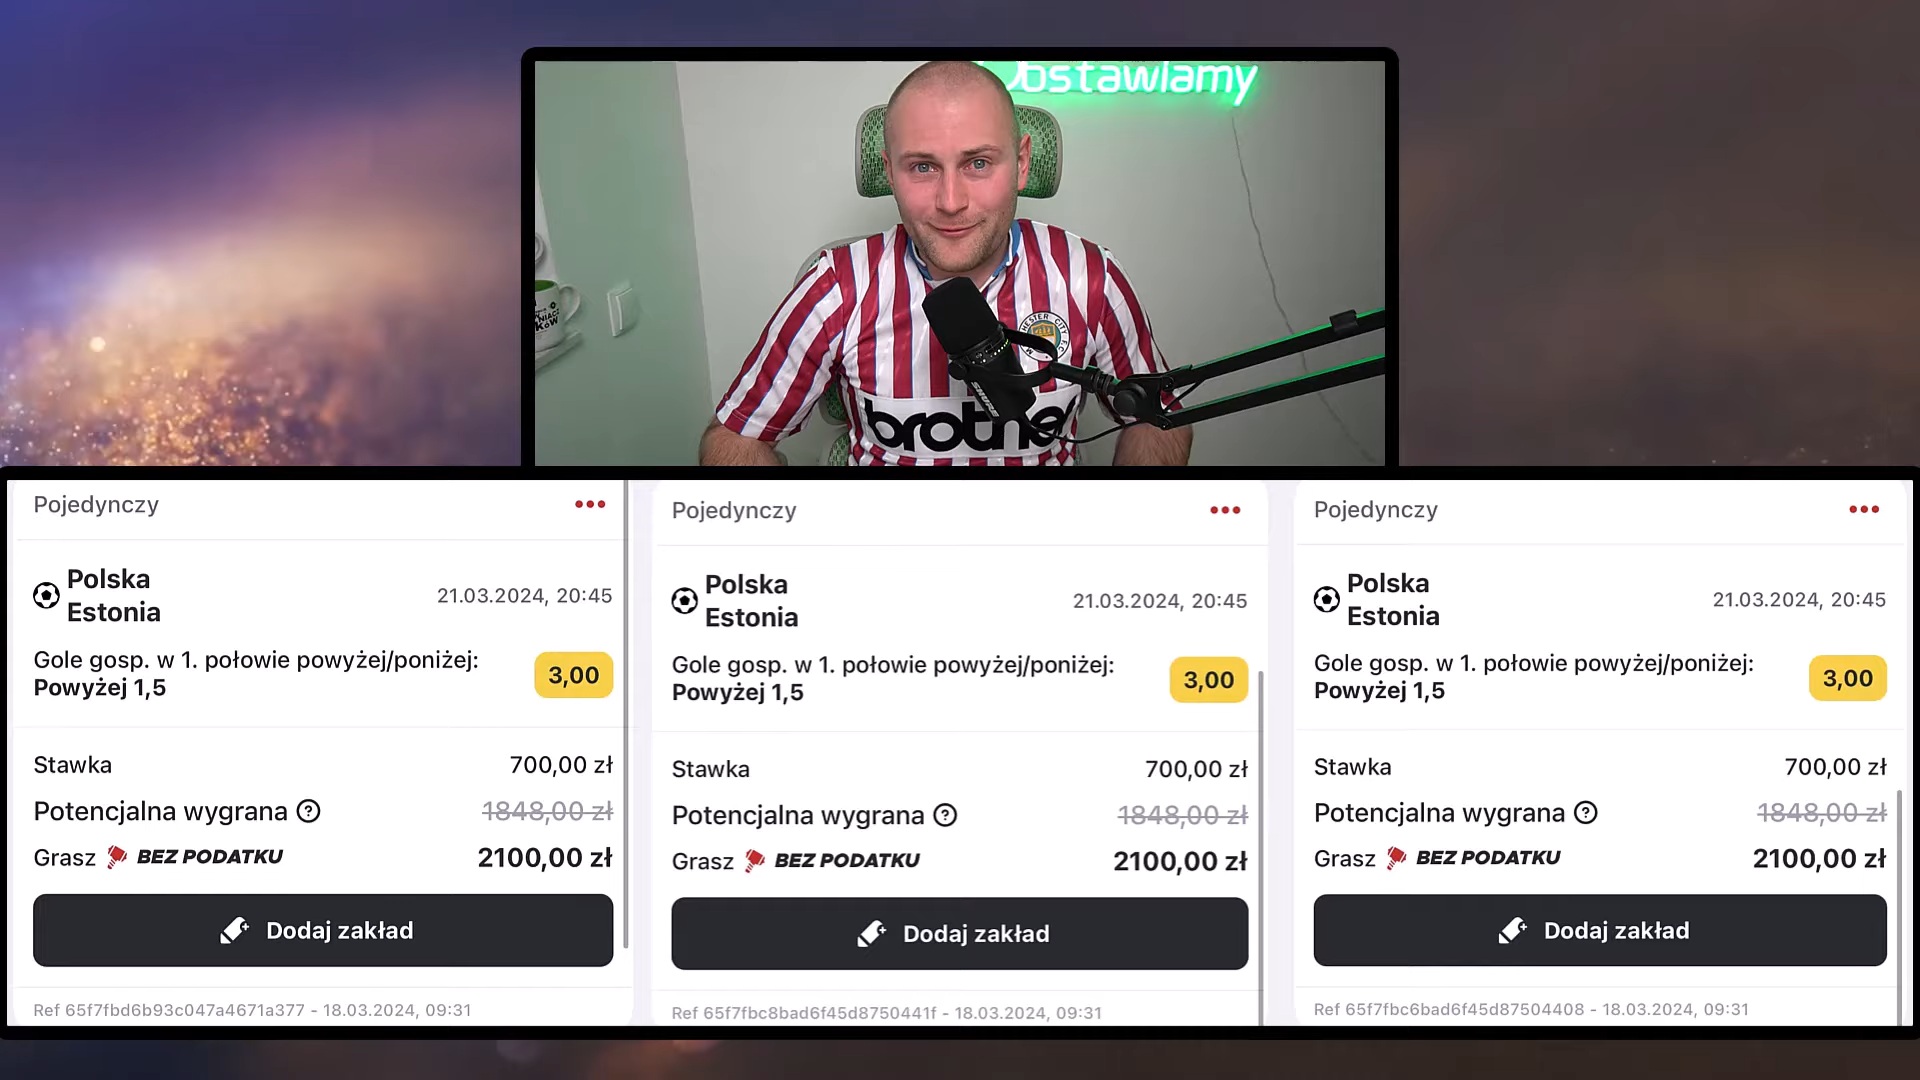 Obstawiamy
HESTER CITY
brothe
SHURE
Pojedynczy
Polska
Estonia
21.03.2024, 20:45
Gole gosp. w 1. połowie powyżej/poniżej:
Powyżej 1,5
3,00
Stawka
700,00 zł
Potencjalna wygrana ?
1848,00 zł
Grasz BEZ PODATKU
2100,00 zł
Dodaj zakład
Ref 65f7fbd6b93c047a4671a377 - 18.03.2024, 09:31
Pojedynczy
Polska
Estonia
21.03.2024, 20:45
Gole gosp. w 1. połowie powyżej/poniżej:
Powyżej 1,5
3,00
Stawka
700,00 zł
Potencjalna wygrana ?
1848,00 zł
Grasz BEZ PODATKU
2100,00 zł
Dodaj zakład
Ref 65f7fbc8bad6f45d8750441f - 18.03.2024, 09:31
Pojedynczy
Polska
Estonia
21.03.2024, 20:45
Gole gosp. w 1. połowie powyżej/poniżej:
Powyżej 1,5
3,00
Stawka
700,00 zł
Potencjalna wygrana ?
1848,00 zł
Grasz BEZ PODATKU
2100,00 zł
Dodaj zakład
Ref 65f7fbc6bad6f45d87504408 - 18.03.2024, 09:31